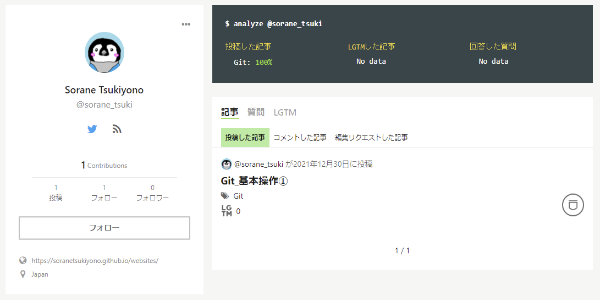 Sorane Tsukiyono
@sorane_tsuki
1 Contributions
1
投稿
1
フォロー
0
フォロワー
フォロー
https://soranetsukiyono.github.io/websites/
Japan
$ analyze @sorane_tsuki
投稿した記事
Git: 100%
LGTMした記事
No data
回答した質問
No data
記事 質問 LGTM
投稿した記事 コメントした記事 編集リクエストした記事
@sorane_tsuki が2021年12月30日に投稿
Git_基本操作①
Git
LGTM 0
1 / 1